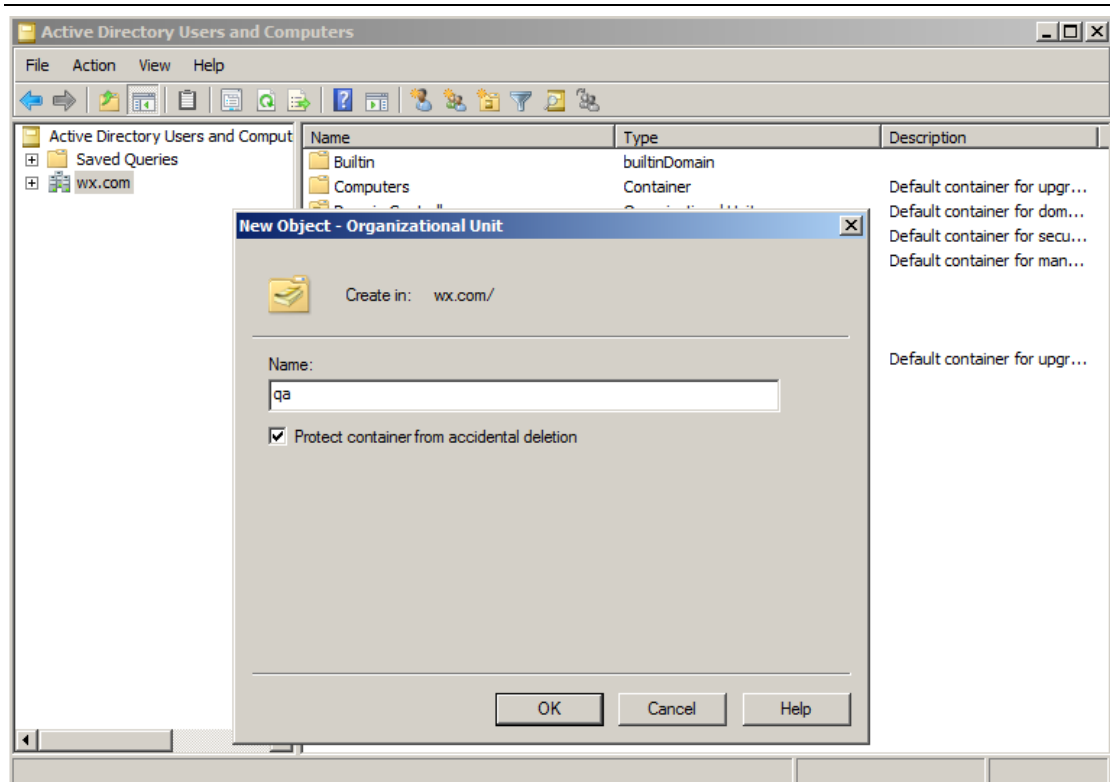 Active Directory Users and Computers
File Action View Help
Active Directory Users and Comput
Saved Queries
wx.com
Name Type Description
Builtin builtinDomain
Computers Container Default container for upgr...
Default container for dom...
Default container for secu...
Default container for man...
Default container for upgr...
New Object - Organizational Unit
Create in: wx.com/
Name:
qa
Protect container from accidental deletion
OK Cancel Help